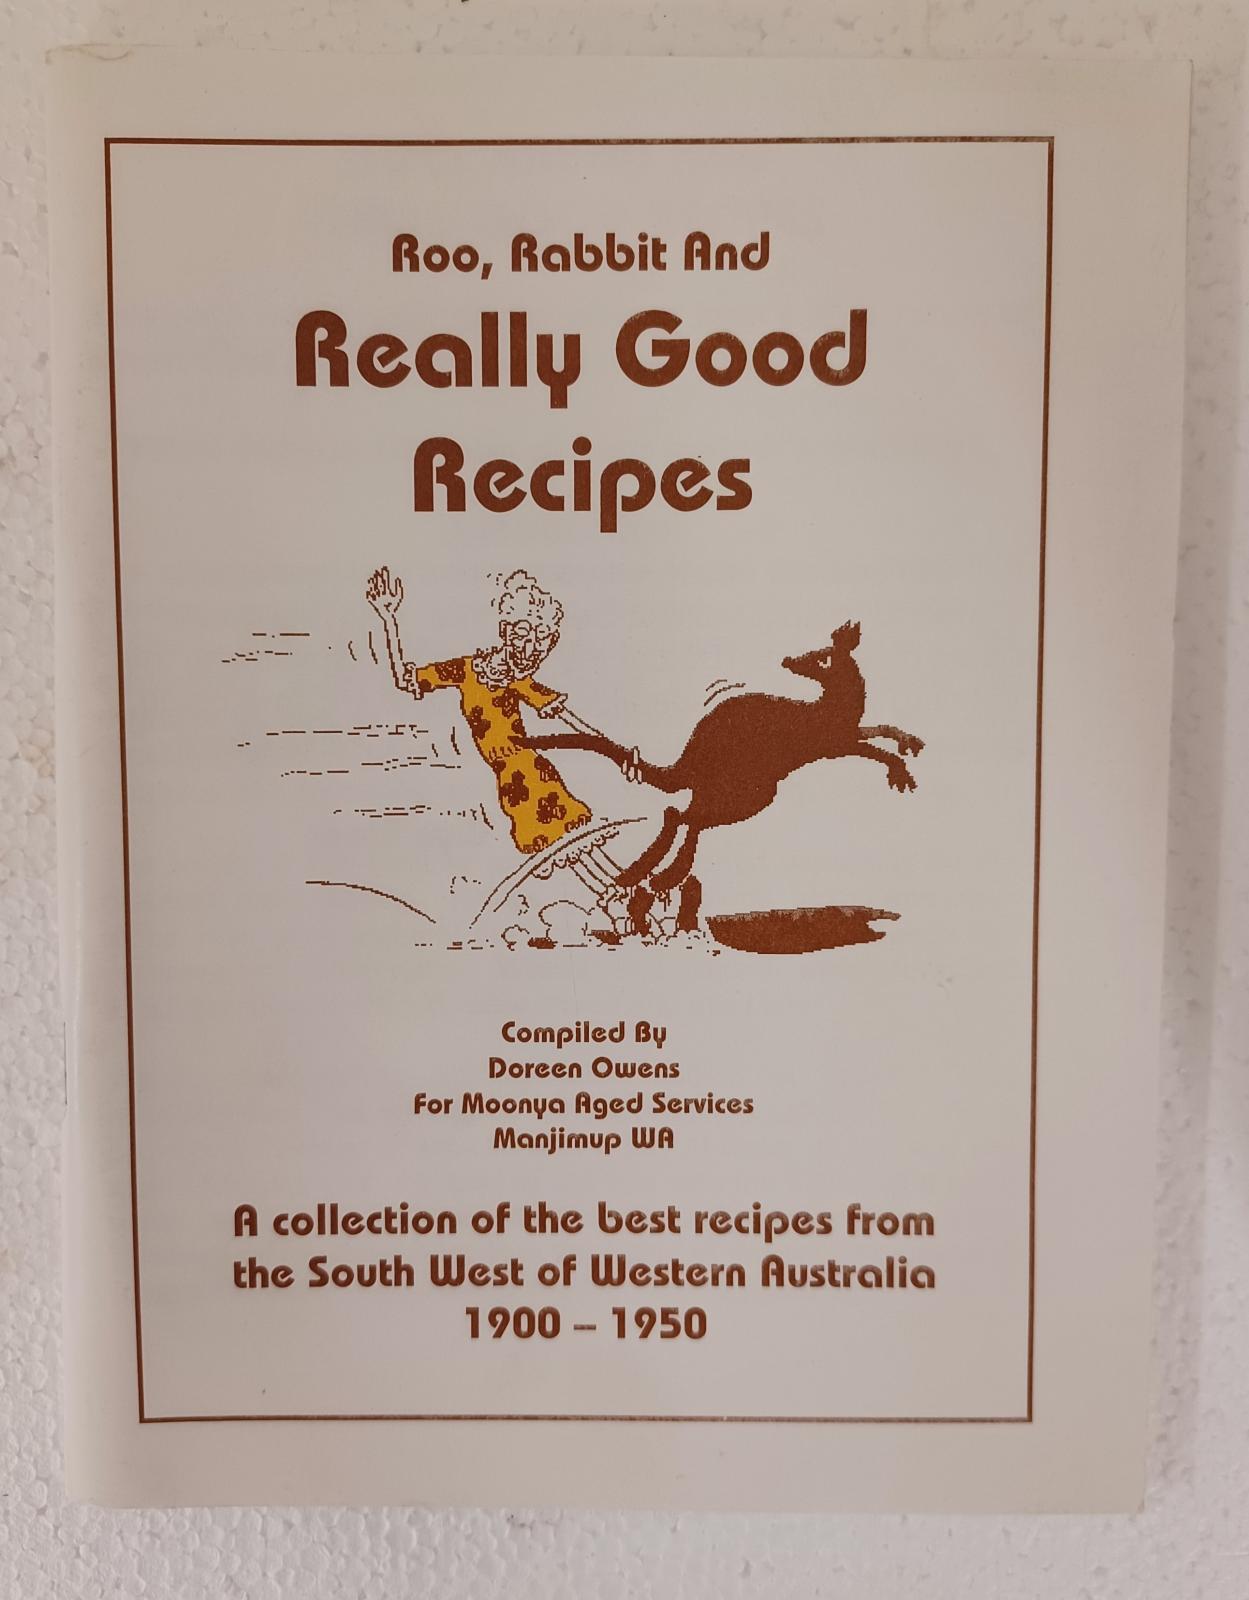 Roo, Rabbit And
Really Good
Recipes
Compiled By
Doreen Owens
For Moonya Aged Services
Manjimup WA
A collection of the best recipes from
the South West of Western Australia
1900 – 1950